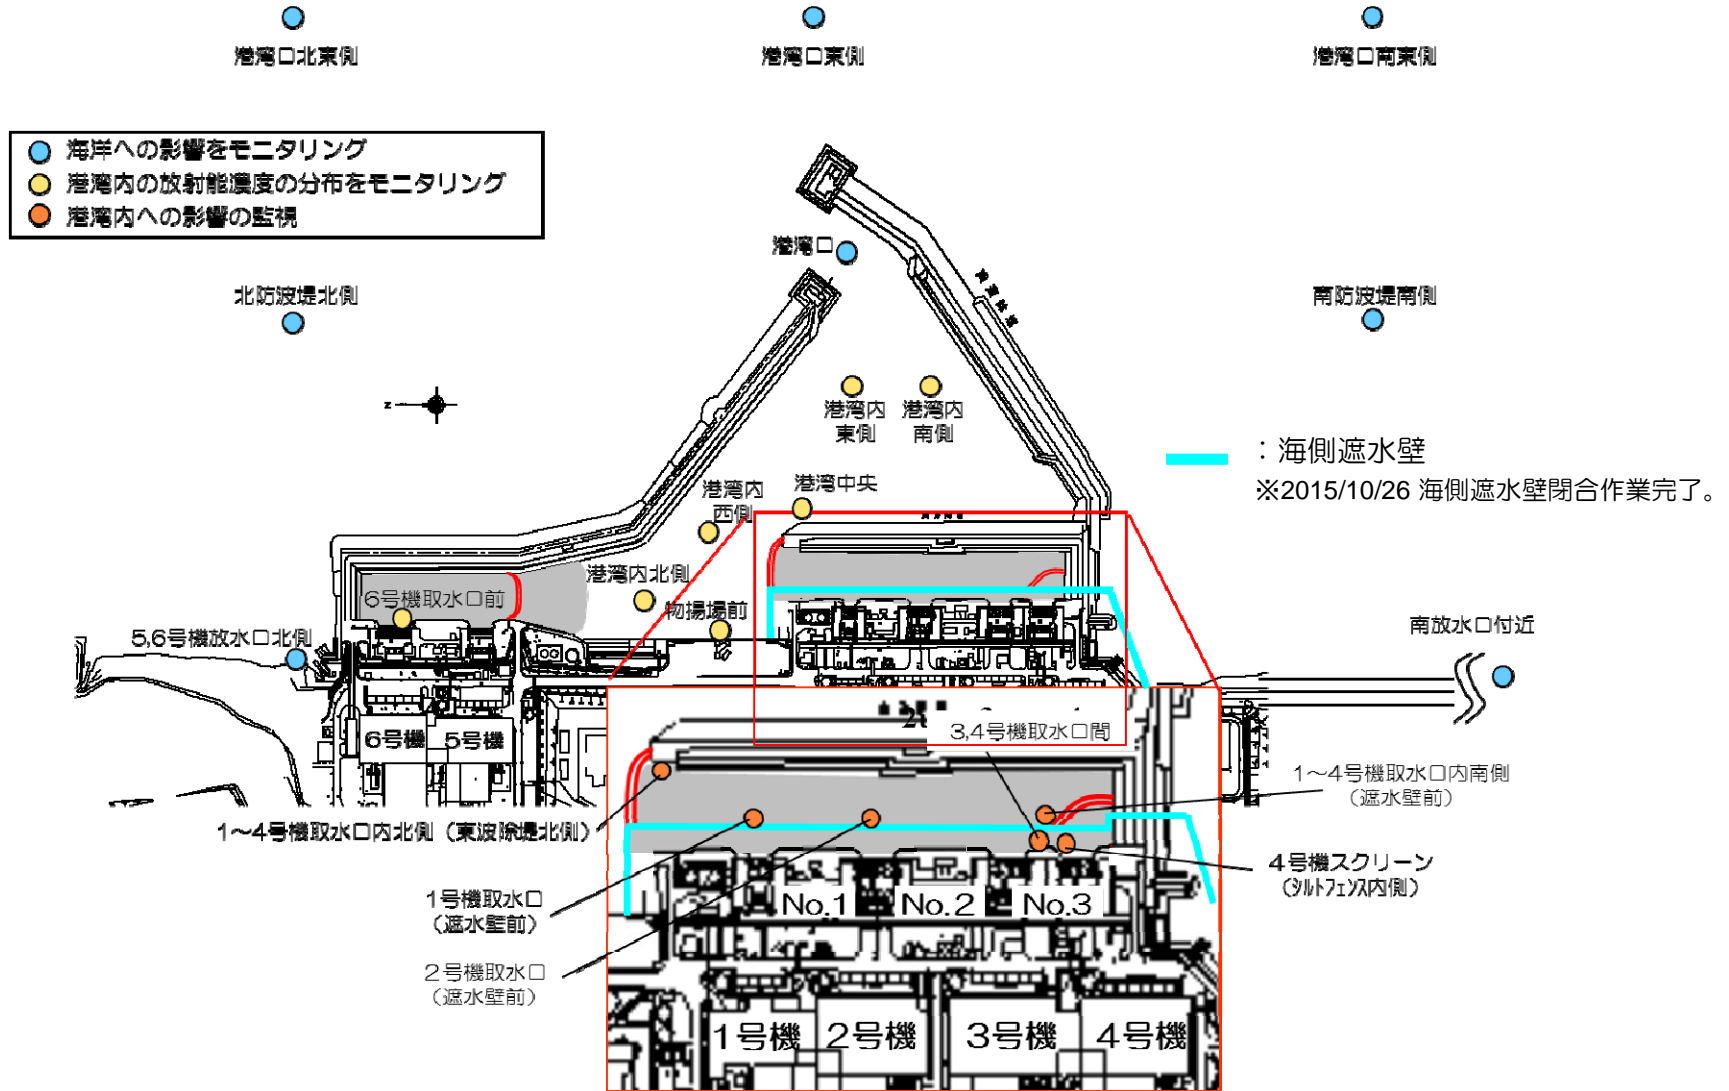 港湾口北東側
港湾口東側
港湾口南東側
海洋への影響をモニタリング
港湾内の放射能濃度の分布をモニタリング
港湾内への影響の監視
港湾口
北防波堤北側
南防波堤南側
z
港湾内
東側
港湾内
南側
：海側遮水壁
※2015/10/26 海側遮水壁閉合作業完了。
港湾中央
港湾内
西側
港湾内北側
物揚場前
6号機取水口前
5,6号機放水口北側
南放水口付近
6号機
5号機
3,4号機取水口間
1～4号機取水口内南側
（遮水壁前）
1～4号機取水口内北側（東波除堤北側）
4号機スクリーン
（シルトフェンス内側）
1号機取水口
（遮水壁前）
No.1
No.2
No.3
2号機取水口
（遮水壁前）
1号機
2号機
3号機
4号機